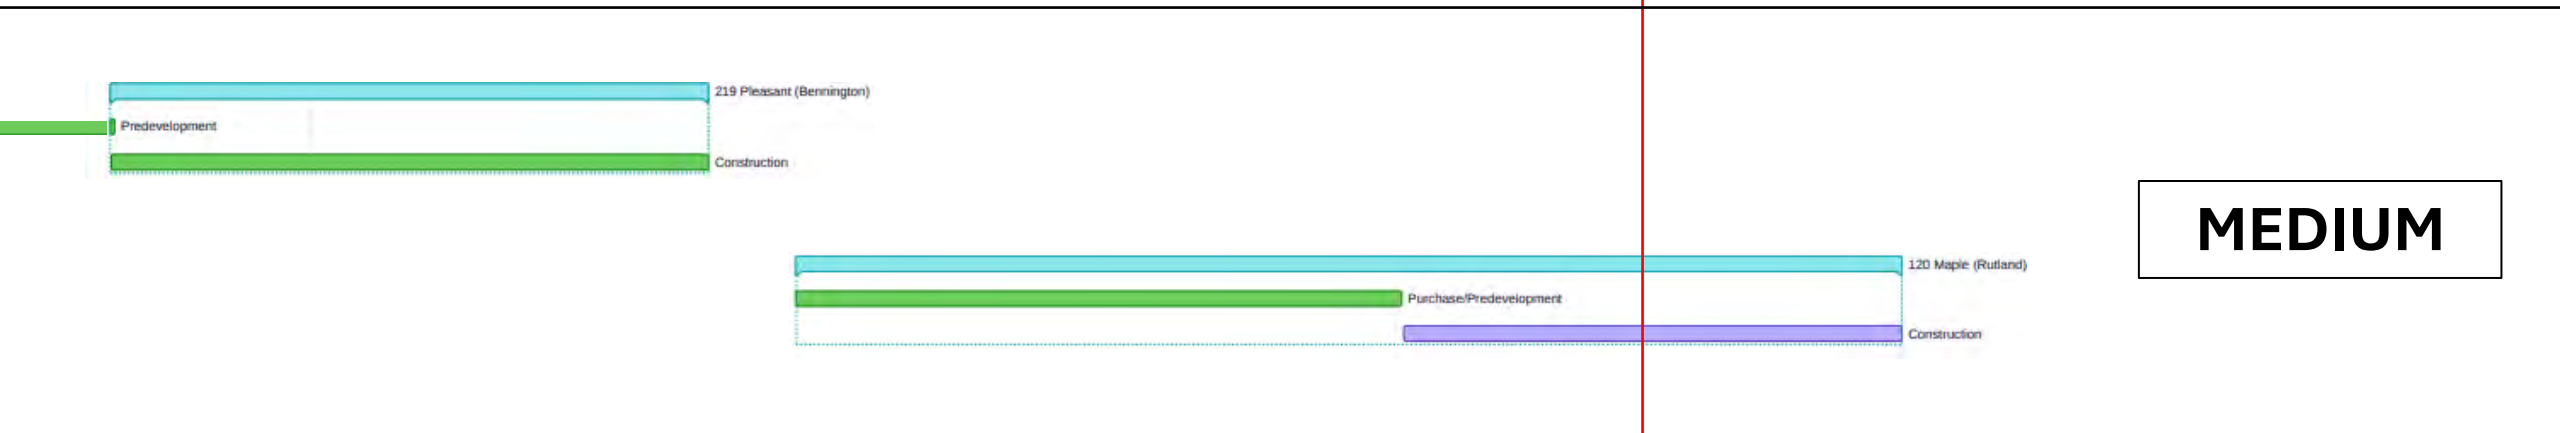 219 Pleasant (Bennington)
Predevelopment
Construction
MEDIUM
120 Maple (Rutland)
Purchase/Predevelopment
Construction